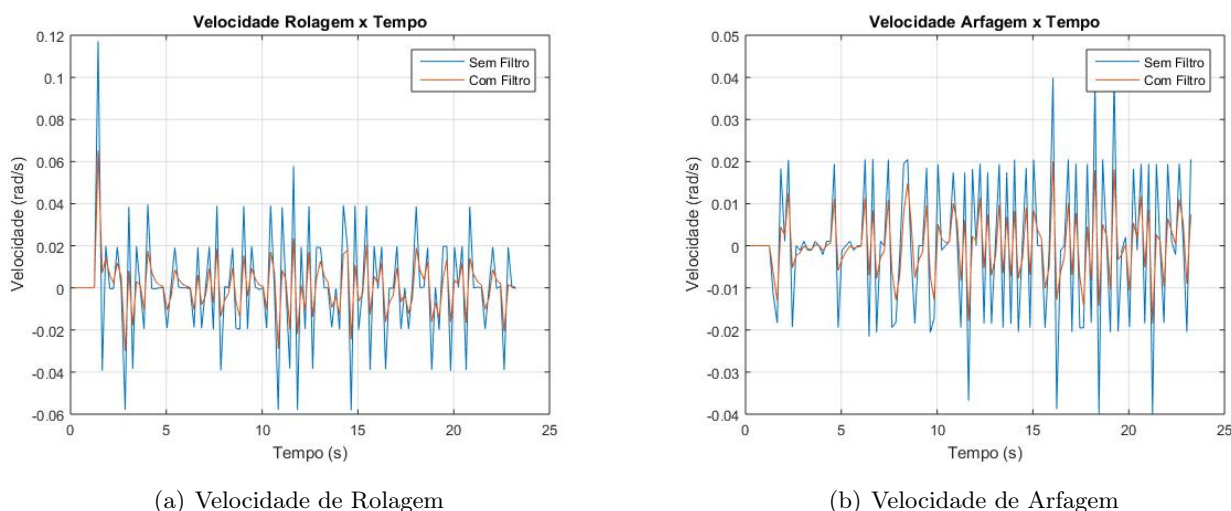 Velocidade Rolagem x Tempo
0.12
0.1
0.08
0.06
0.04
0.02
0
-0.02
-0.04
-0.06
Velocidade (rad/s)
Sem Filtro
Com Filtro
0 5 10 15 20 25
Tempo (s)
(a) Velocidade de Rolagem
Velocidade Arfagem x Tempo
0.05
0.04
0.03
0.02
0.01
0
-0.01
-0.02
-0.03
-0.04
Velocidade (rad/s)
Sem Filtro
Com Filtro
0 5 10 15 20 25
Tempo (s)
(b) Velocidade de Arfagem